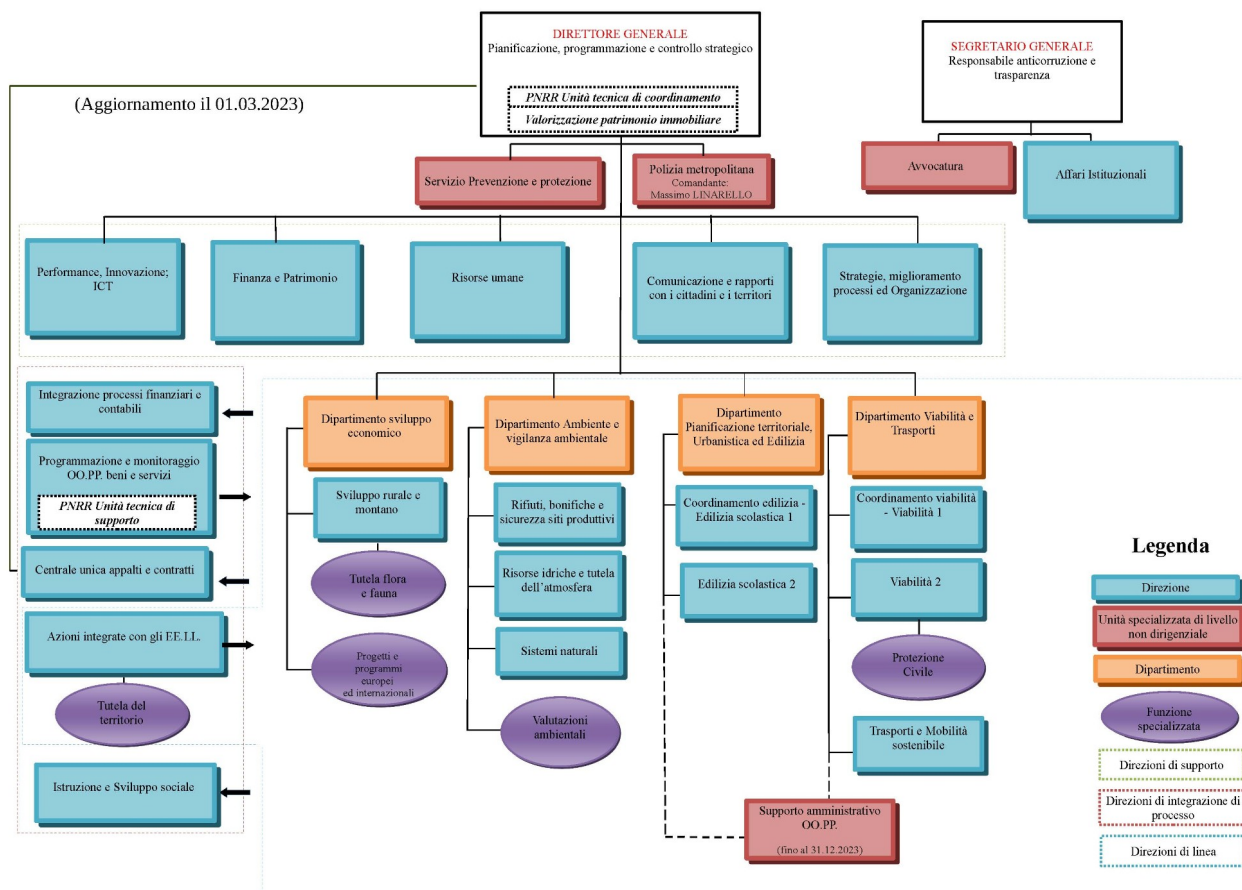 DIRETTORE GENERALE
Pianificazione, programmazione e controllo strategico
PNRR Unità tecnica di coordinamento
Valorizzazione patrimonio immobiliare
SEGRETARIO GENERALE
Responsabile anticorruzione e
trasparenza
(Aggiornamento il 01.03.2023)
Servizio Prevenzione e protezione
Polizia metropolitana
Comandante:
Massimo LINARELLO
Avvocatura
Affari Istituzionali
Performance, Innovazione;
ICT
Finanza e Patrimonio
Risorse umane
Comunicazione e rapporti
con i cittadini e i territori
Strategie, miglioramento
processi ed Organizzazione
Integrazione processi finanziari e
contabili
Programmazione e monitoraggio
OO.PP. beni e servizi
PNRR Unità tecnica di
supporto
Centrale unica appalti e contratti
Azioni integrate con gli EE.LL.
Tutela del
territorio
Istruzione e Sviluppo sociale
Dipartimento sviluppo
economico
Sviluppo rurale e
montano
Tutela flora
e fauna
Progetti e
programmi
europei
ed internazionali
Dipartimento Ambiente e
vigilanza ambientale
Rifiuti, bonifiche e
sicurezza siti produttivi
Risorse idriche e tutela
dell’atmosfera
Sistemi naturali
Valutazioni
ambientali
Dipartimento
Pianificazione territoriale,
Urbanistica ed Edilizia
Coordinamento edilizia -
Edilizia scolastica 1
Edilizia scolastica 2
Dipartimento Viabilità e
Trasporti
Coordinamento viabilità
- Viabilità 1
Viabilità 2
Protezione
Civile
Trasporti e Mobilità
sostenibile
Supporto amministrativo
OO.PP.
(fino al 31.12.2023)
Legenda
Direzione
Unità specializzata di livello
non dirigenziale
Dipartimento
Funzione
specializzata
Direzioni di supporto
Direzioni di integrazione di
processo
Direzioni di linea